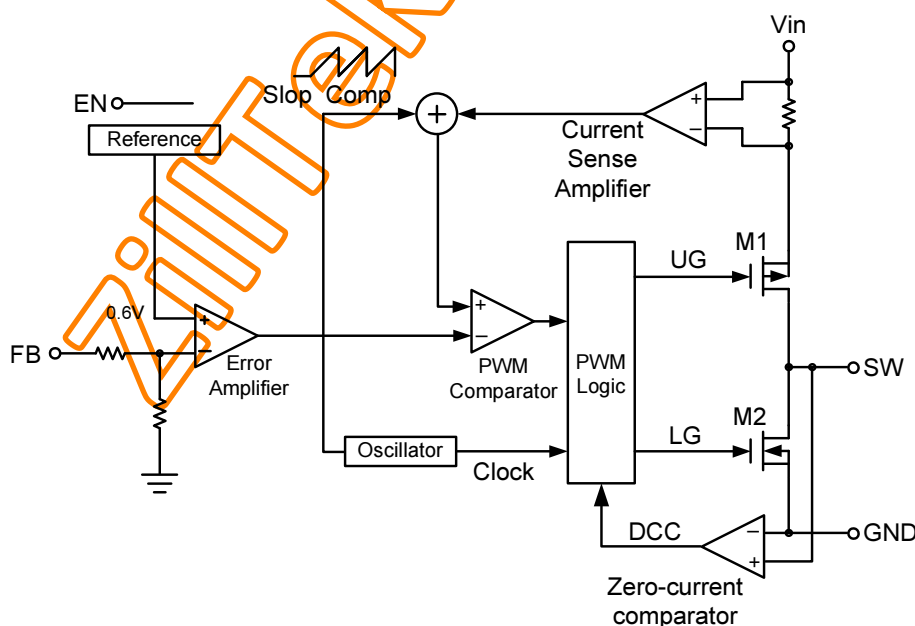 Vin
Slop Comp
EN
Reference
+
+
−
Current
Sense
Amplifier
M1
UG
0.6V
+
−
+
−
FB
Error
Amplifier
PWM
Comparator
PWM
Logic
SW
M2
LG
Oscillator
Clock
DCC
−
+
GND
Zero-current
comparator
ZillTek